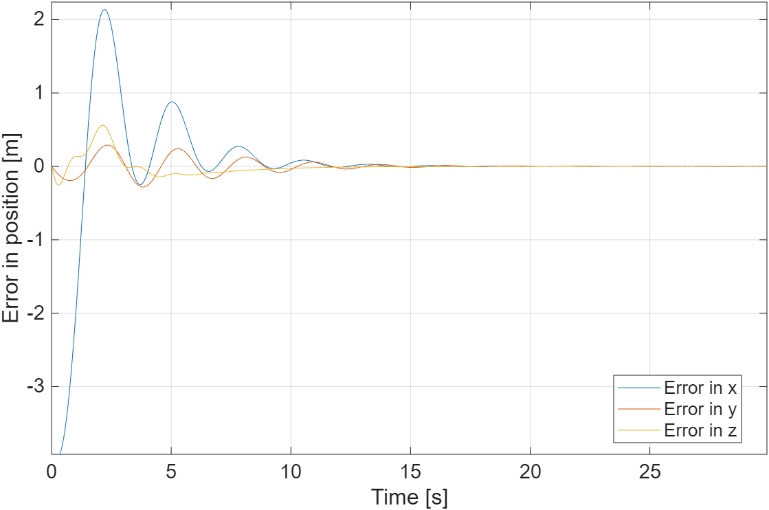 Error in position [m]
2
1
0
-1
-2
-3
0 5 10 15 20 25
Time [s]
Error in x
Error in y
Error in z